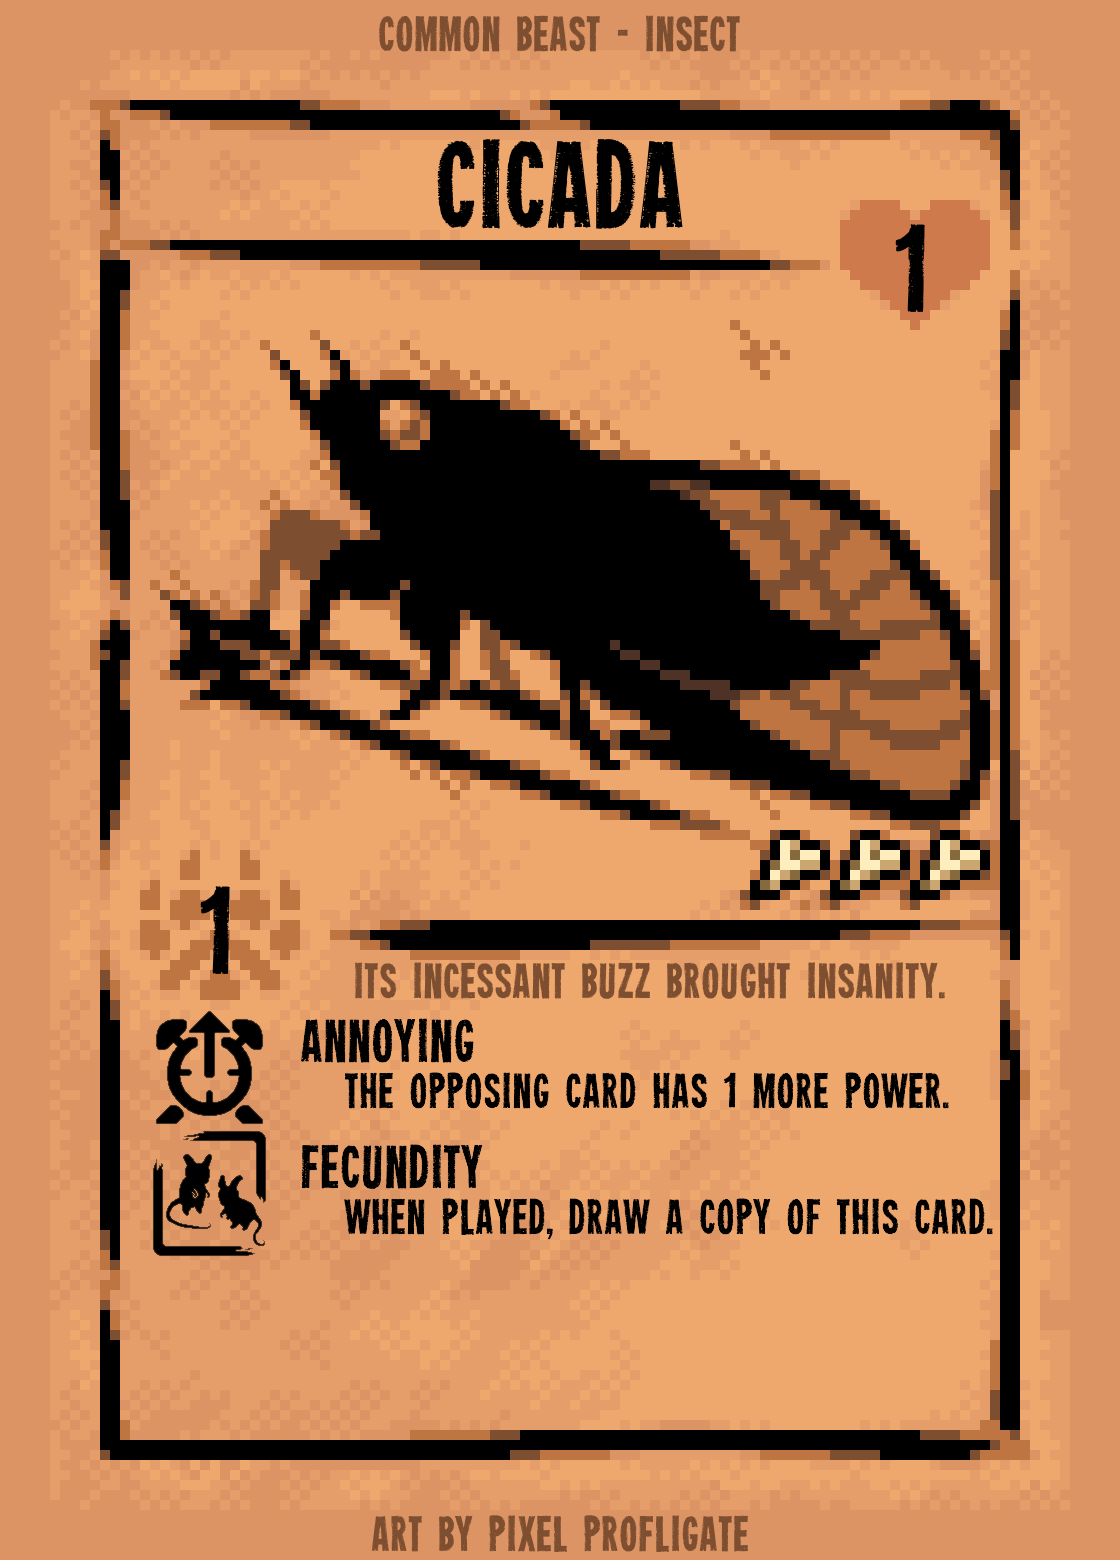 COMMON BEAST - INSECT
CICADA
1
1
ITS INCESSANT BUZZ BROUGHT INSANITY.
ANNOYING
THE OPPOSING CARD HAS 1 MORE POWER.
FECUNDITY
WHEN PLAYED, DRAW A COPY OF THIS CARD.
ART BY PIXEL PROFLIGATE